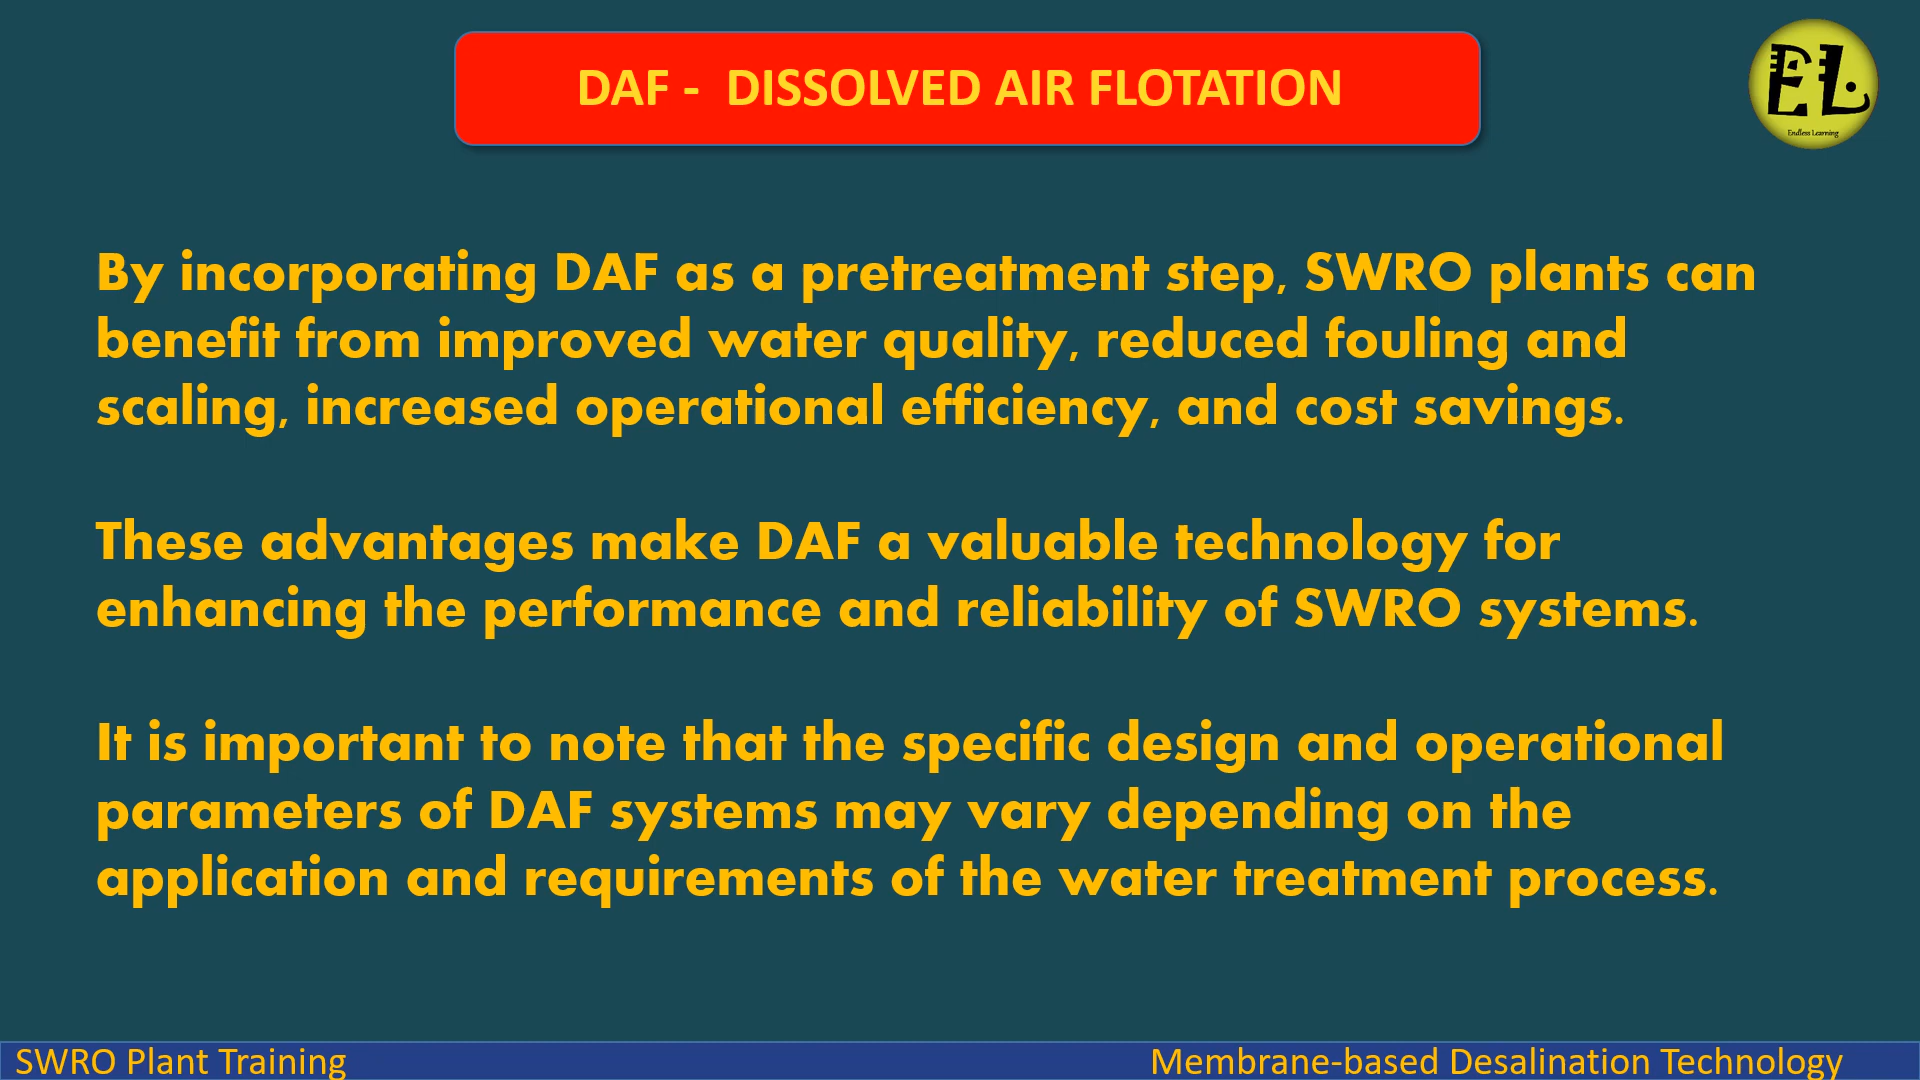 DAF - DISSOLVED AIR FLOTATION
EL
Endless Learning
By incorporating DAF as a pretreatment step, SWRO plants can
benefit from improved water quality, reduced fouling and
scaling, increased operational efficiency, and cost savings.
These advantages make DAF a valuable technology for
enhancing the performance and reliability of SWRO systems.
It is important to note that the specific design and operational
parameters of DAF systems may vary depending on the
application and requirements of the water treatment process.
SWRO Plant Training
Membrane-based Desalination Technology